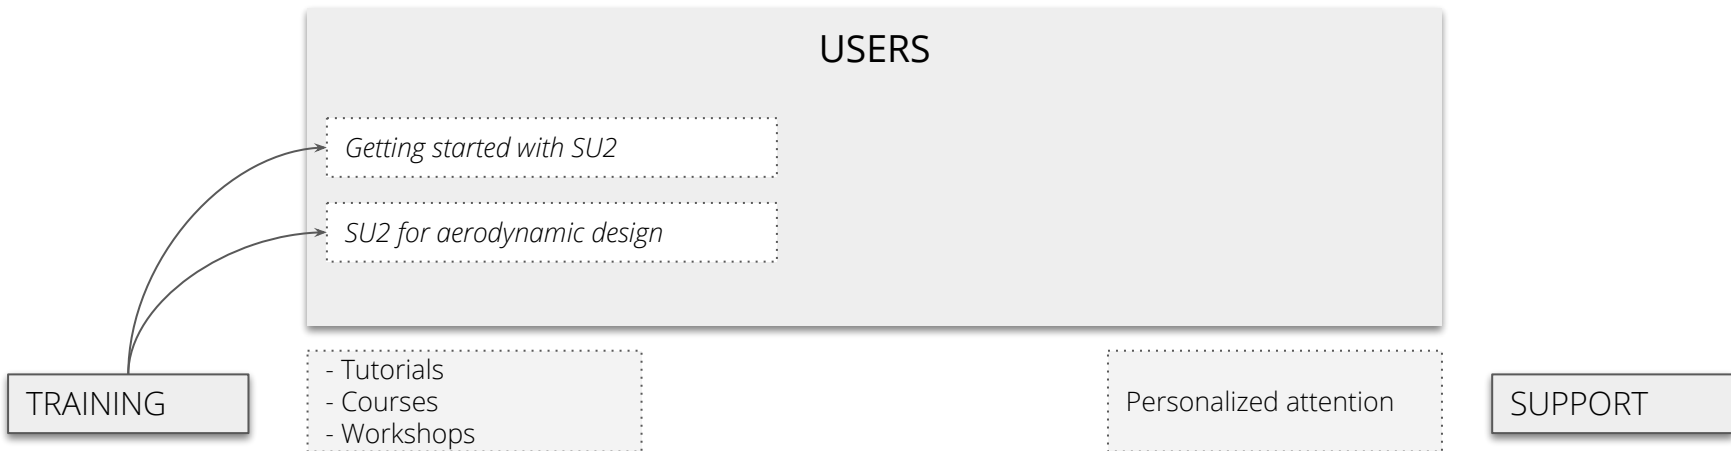 USERS
Getting started with SU2
SU2 for aerodynamic design
TRAINING
- Tutorials
- Courses
- Workshops
Personalized attention
SUPPORT